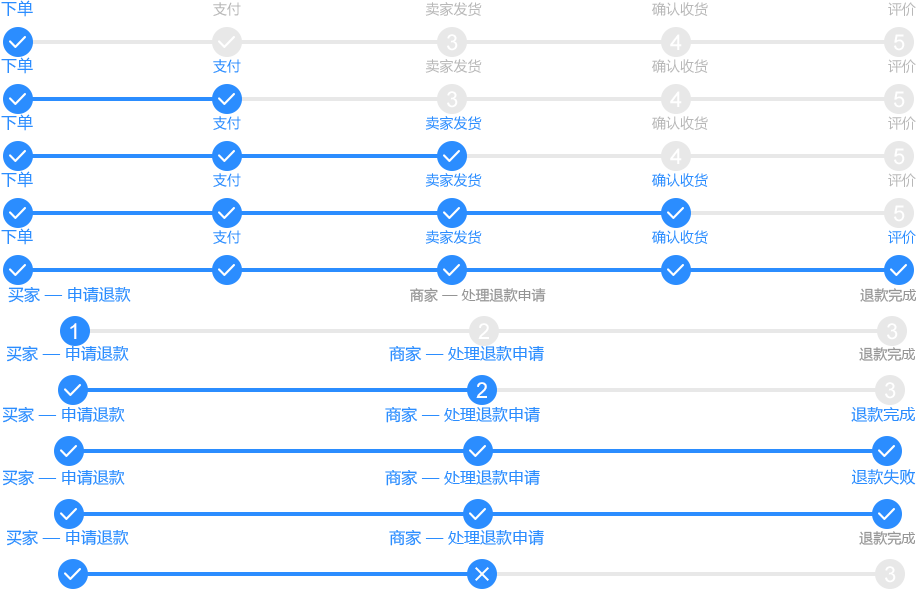 下单 支付 卖家发货 确认收货 评价
3 4 5
下单 支付 卖家发货 确认收货 评价
3 4 5
下单 支付 卖家发货 确认收货 评价
4 5
下单 支付 卖家发货 确认收货 评价
5
下单 支付 卖家发货 确认收货 评价
买家 — 申请退款 商家 — 处理退款申请 退款完成
1 2 3
买家 — 申请退款 商家 — 处理退款申请 退款完成
2 3
买家 — 申请退款 商家 — 处理退款申请 退款完成
买家 — 申请退款 商家 — 处理退款申请 退款失败
买家 — 申请退款 商家 — 处理退款申请 退款完成
3